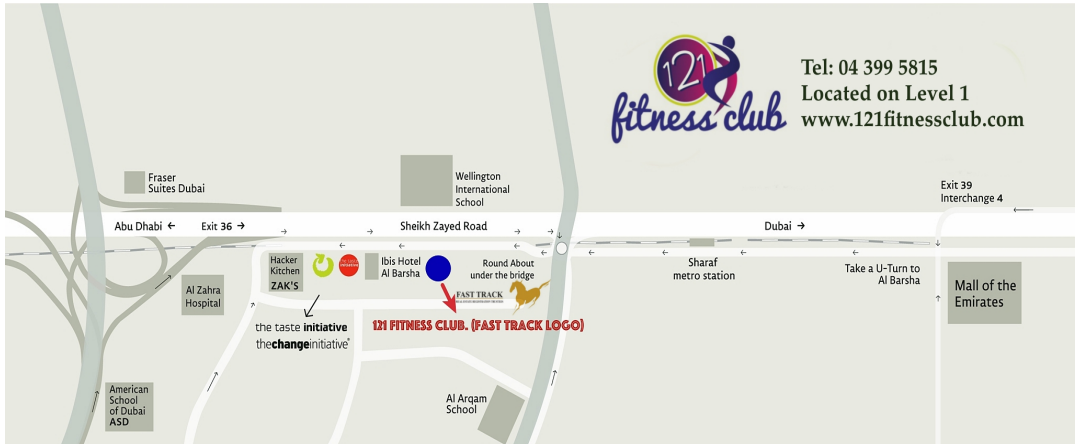 121
fitness club
Tel: 04 399 5815
Located on Level 1
www.121fitnessclub.com
Fraser
Suites Dubai
Wellington
International
School
Exit 39
Interchange 4
Abu Dhabi ←
Exit 36 →
Sheikh Zayed Road
Dubai →
Hacker
Kitchen
ZAK'S
Ibis Hotel
Al Barsha
Round About
under the bridge
Sharaf
metro station
Take a U-Turn to
Al Barsha
Mall of the
Emirates
Al Zahra
Hospital
FAST TRACK
121 FITNESS CLUB. (FAST TRACK LOGO)
the taste initiative
thechangeinitiative
American
School
of Dubai
ASD
Al Arqam
School